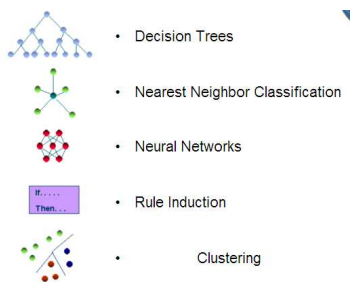 • Decision Trees
• Nearest Neighbor Classification
• Neural Networks
If.....
Then...
• Rule Induction
• Clustering